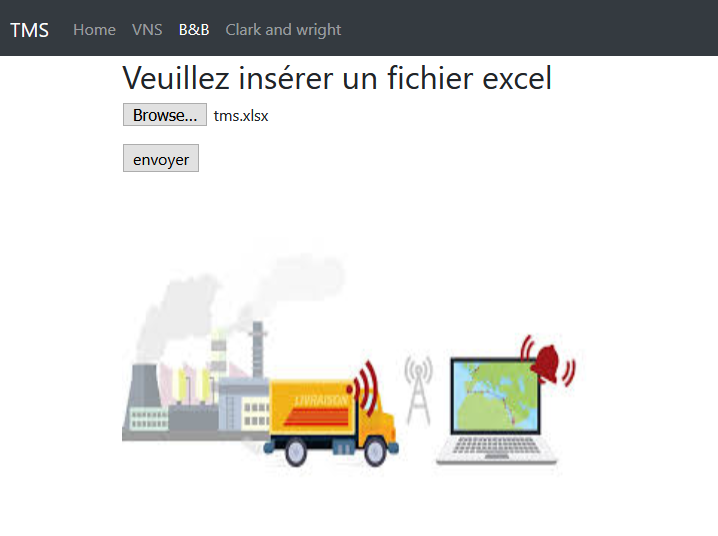 TMS Home VNS B&B Clark and wright
Veuillez insérer un fichier excel
Browse... tms.xlsx
envoyer
LIVRAISON